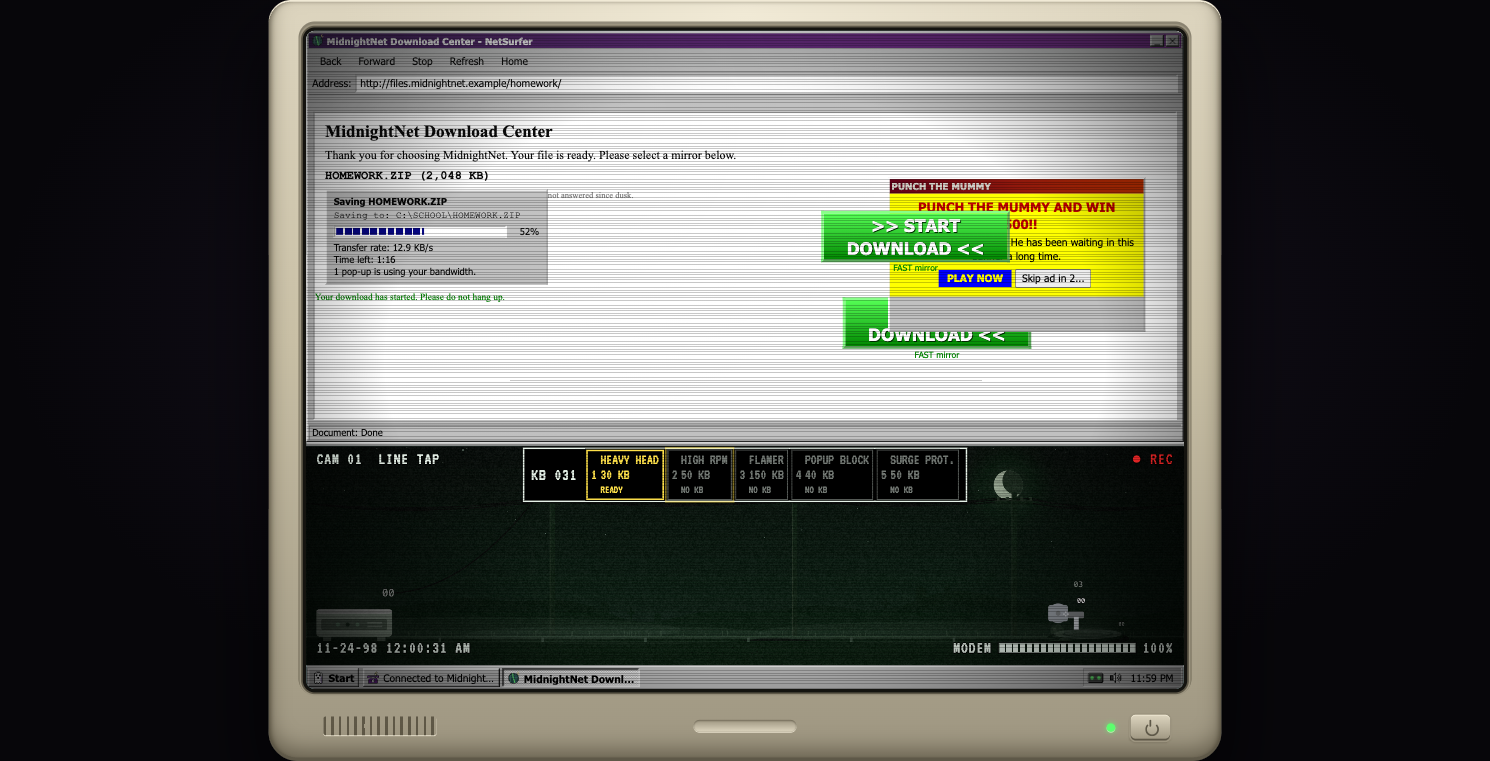 MidnightNet Download Center - NetSurfer
Back Forward Stop Refresh Home
Address: http://files.midnightnet.example/homework/
MidnightNet Download Center
Thank you for choosing MidnightNet. Your file is ready. Please select a mirror below.
HOMEWORK.ZIP (2,048 KB)
not answered since dusk.
Saving HOMEWORK.ZIP
Saving to: C:\SCHOOL\HOMEWORK.ZIP
52%
Transfer rate: 12.9 KB/s
Time left: 1:16
1 pop-up is using your bandwidth.
Your download has started. Please do not hang up.
PUNCH THE MUMMY
PUNCH THE MUMMY AND WIN
500!!
He has been waiting in this
a long time.
PLAY NOW Skip ad in 2...
>> START
DOWNLOAD <<
FAST mirror
DOWNLOAD <<
FAST mirror
Document: Done
CAM 01 LINE TAP
KB 031
HEAVY HEAD
1 30 KB
READY
HIGH RPM
2 50 KB
NO KB
3 150 KB
NO KB
POPUP BLOCK
4 40 KB
NO KB
SURGE PROT.
5 50 KB
NO KB
REC
00
03
00
11-24-98 12:00:31 AM
MODEM 100%
Start Connected to Midnight... MidnightNet Downl... 11:59 PM